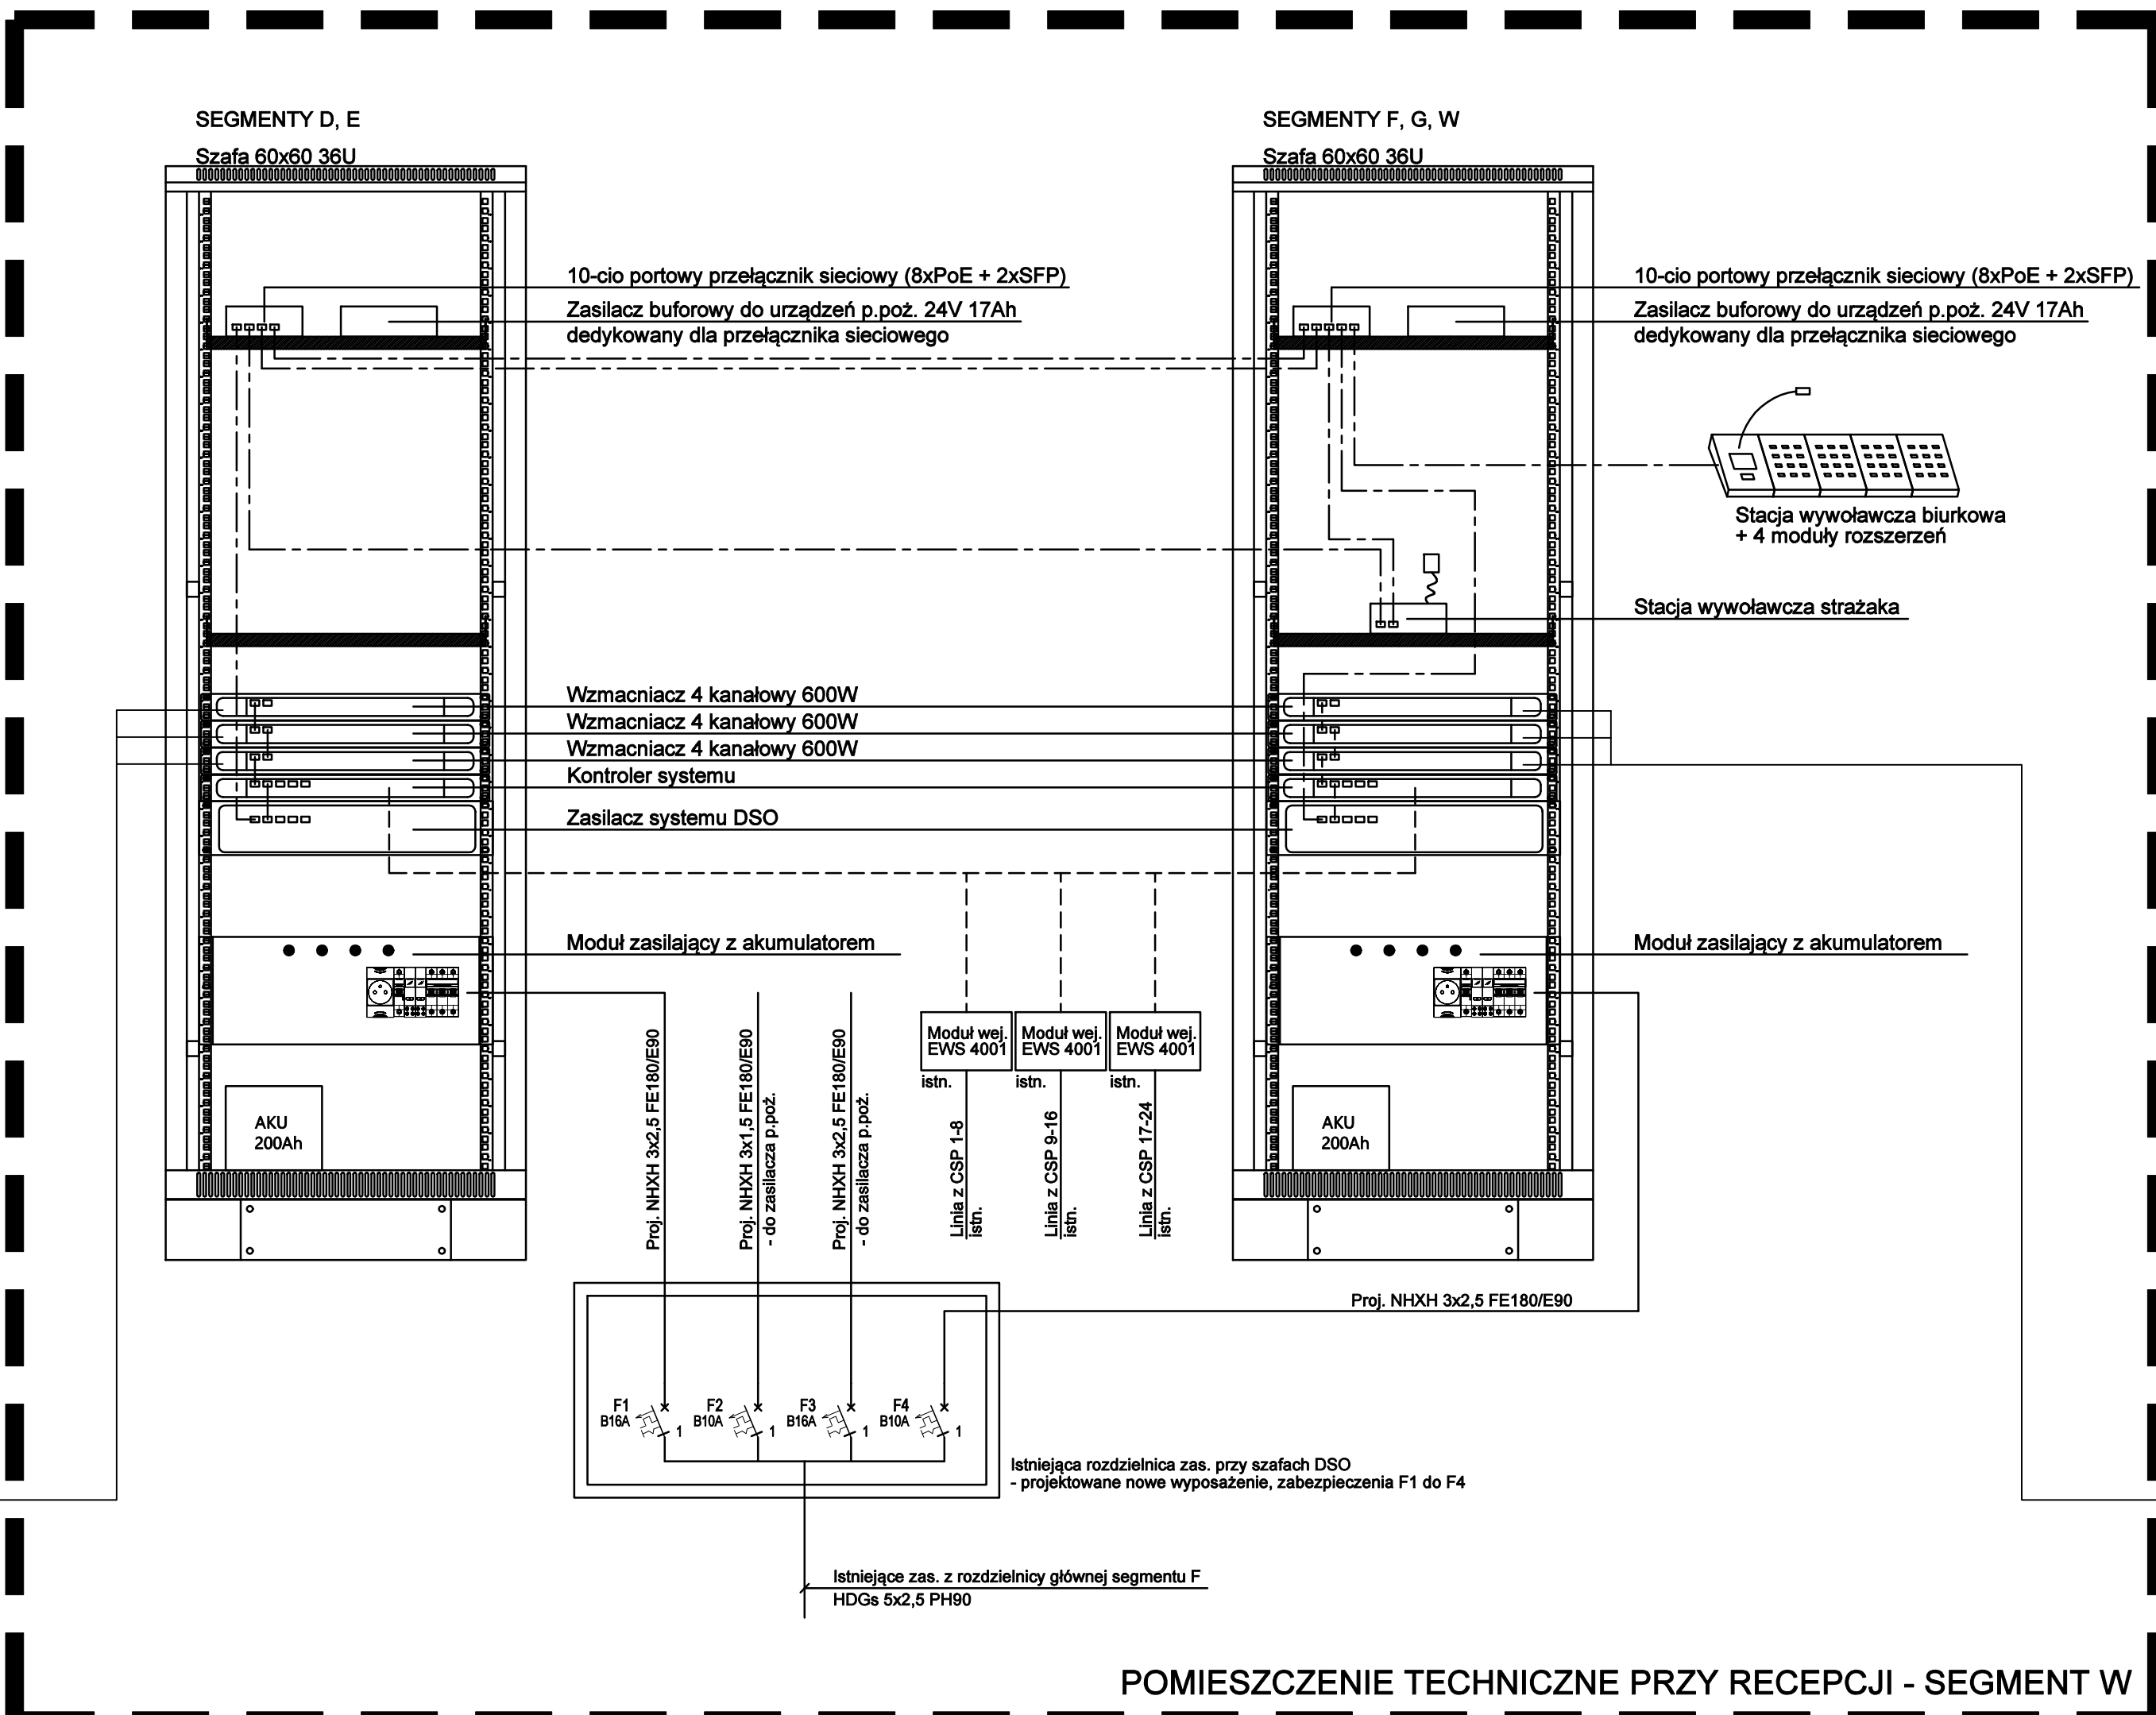 SEGMENTY D, E
Szafa 60x60 36U
SEGMENTY F, G, W
Szafa 60x60 36U
10-cio portowy przełącznik sieciowy (8xPoE + 2xSFP)
Zasilacz buforowy do urządzeń p.poż. 24V 17Ah
dedykowany dla przełącznika sieciowego
10-cio portowy przełącznik sieciowy (8xPoE + 2xSFP)
Zasilacz buforowy do urządzeń p.poż. 24V 17Ah
dedykowany dla przełącznika sieciowego
Stacja wywoławcza biurkowa
+ 4 moduły rozszerzeń
Stacja wywoławcza strażaka
Wzmacniacz 4 kanałowy 600W
Wzmacniacz 4 kanałowy 600W
Wzmacniacz 4 kanałowy 600W
Kontroler systemu
Zasilacz systemu DSO
Moduł zasilający z akumulatorem
Moduł zasilający z akumulatorem
Proj. NHXH 3x2,5 FE180/E90
Proj. NHXH 3x1,5 FE180/E90
- do zasilacza p.poż.
Proj. NHXH 3x2,5 FE180/E90
- do zasilacza p.poż.
Moduł wej.
EWS 4001
istn.
Moduł wej.
EWS 4001
istn.
Moduł wej.
EWS 4001
istn.
Linia z CSP 1-8
istn.
Linia z CSP 9-16
istn.
Linia z CSP 17-24
istn.
AKU
200Ah
AKU
200Ah
Proj. NHXH 3x2,5 FE180/E90
F1
B16A
1
F2
B10A
1
F3
B16A
1
F4
B10A
1
Istniejąca rozdzielnica zas. przy szafach DSO
- projektowane nowe wyposażenie, zabezpieczenia F1 do F4
Istniejące zas. z rozdzielnicy głównej segmentu F
HDGs 5x2,5 PH90
POMIESZCZENIE TECHNICZNE PRZY RECEPCJI - SEGMENT W